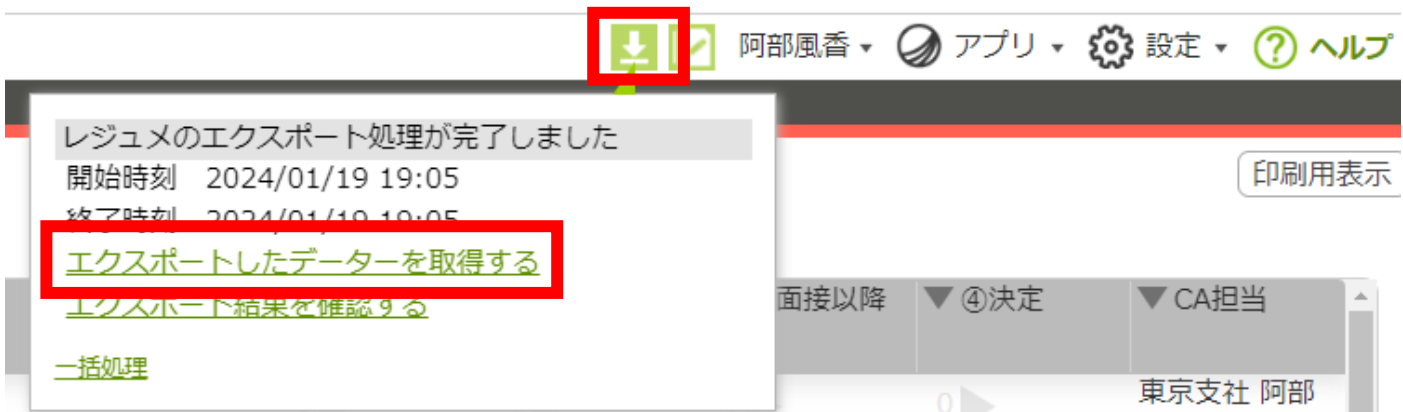 阿部風香 ▼ アプリ ▼ 設定 ▼ ? ヘルプ
レジュメのエクスポート処理が完了しました
開始時刻 2024/01/19 19:05
印刷用表示
終了時刻 2024/01/19 19:05
エクスポートしたデーターを取得する
エクスポート結果を確認する
面接以降 ▼ ④決定 ▼ CA担当
一括処理
0 ▶ 東京支社 阿部